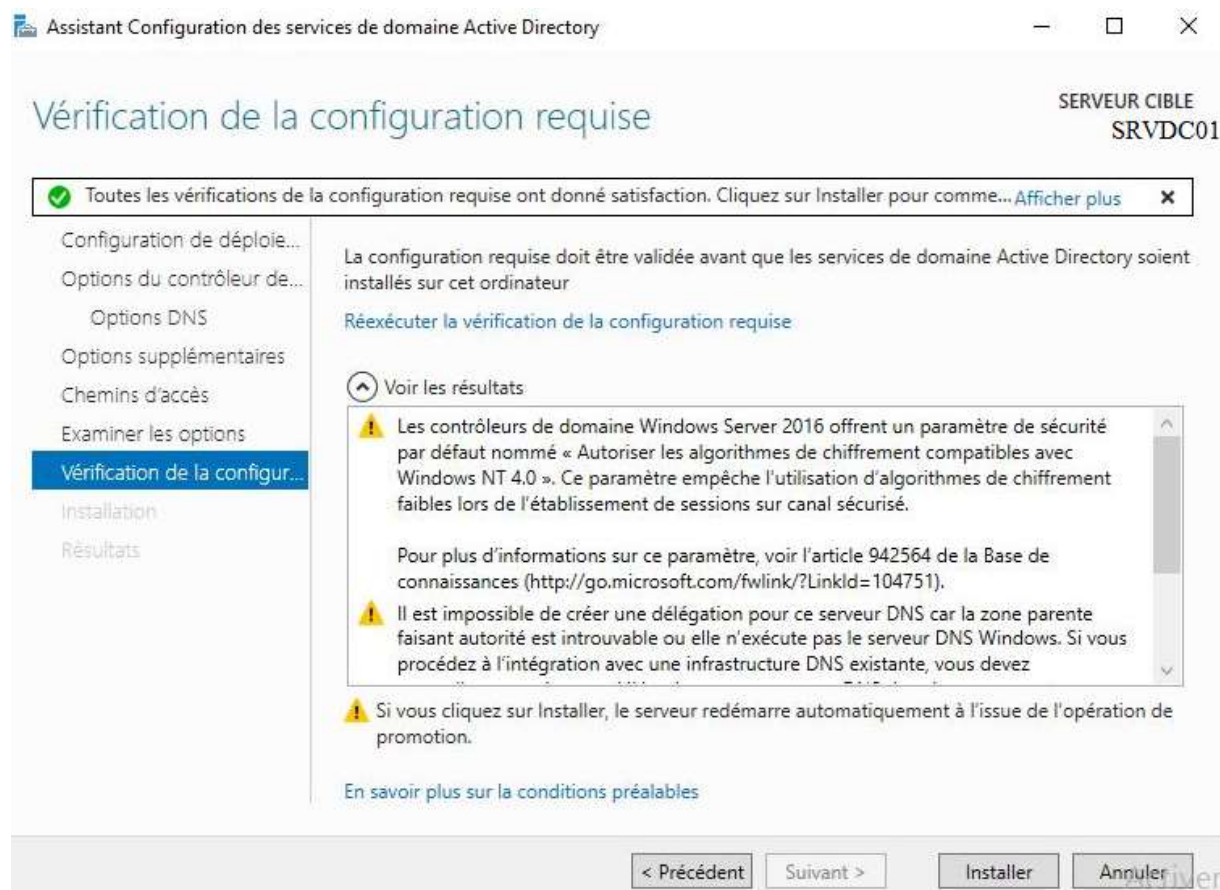 Assistant Configuration des services de domaine Active Directory
Vérification de la configuration requise
SERVEUR CIBLE
SRVDC01
Toutes les vérifications de la configuration requise ont donné satisfaction. Cliquez sur Installer pour comme... Afficher plus
Configuration de déploie...
Options du contrôleur de...
Options DNS
Options supplémentaires
Chemins d'accès
Examiner les options
Vérification de la configur...
Installation
Résultats
La configuration requise doit être validée avant que les services de domaine Active Directory soient
installés sur cet ordinateur
Réexécuter la vérification de la configuration requise
Voir les résultats
Les contrôleurs de domaine Windows Server 2016 offrent un paramètre de sécurité
par défaut nommé « Autoriser les algorithmes de chiffrement compatibles avec
Windows NT 4.0 ». Ce paramètre empêche l'utilisation d'algorithmes de chiffrement
faibles lors de l'établissement de sessions sur canal sécurisé.
Pour plus d'informations sur ce paramètre, voir l'article 942564 de la Base de
connaissances (http://go.microsoft.com/fwlink/?LinkId=104751).
Il est impossible de créer une délégation pour ce serveur DNS car la zone parente
faisant autorité est introuvable ou elle n'exécute pas le serveur DNS Windows. Si vous
procédez à l'intégration avec une infrastructure DNS existante, vous devez
Si vous cliquez sur Installer, le serveur redémarre automatiquement à l'issue de l'opération de
promotion.
En savoir plus sur la conditions préalables
< Précédent
Suivant >
Installer
Annuler